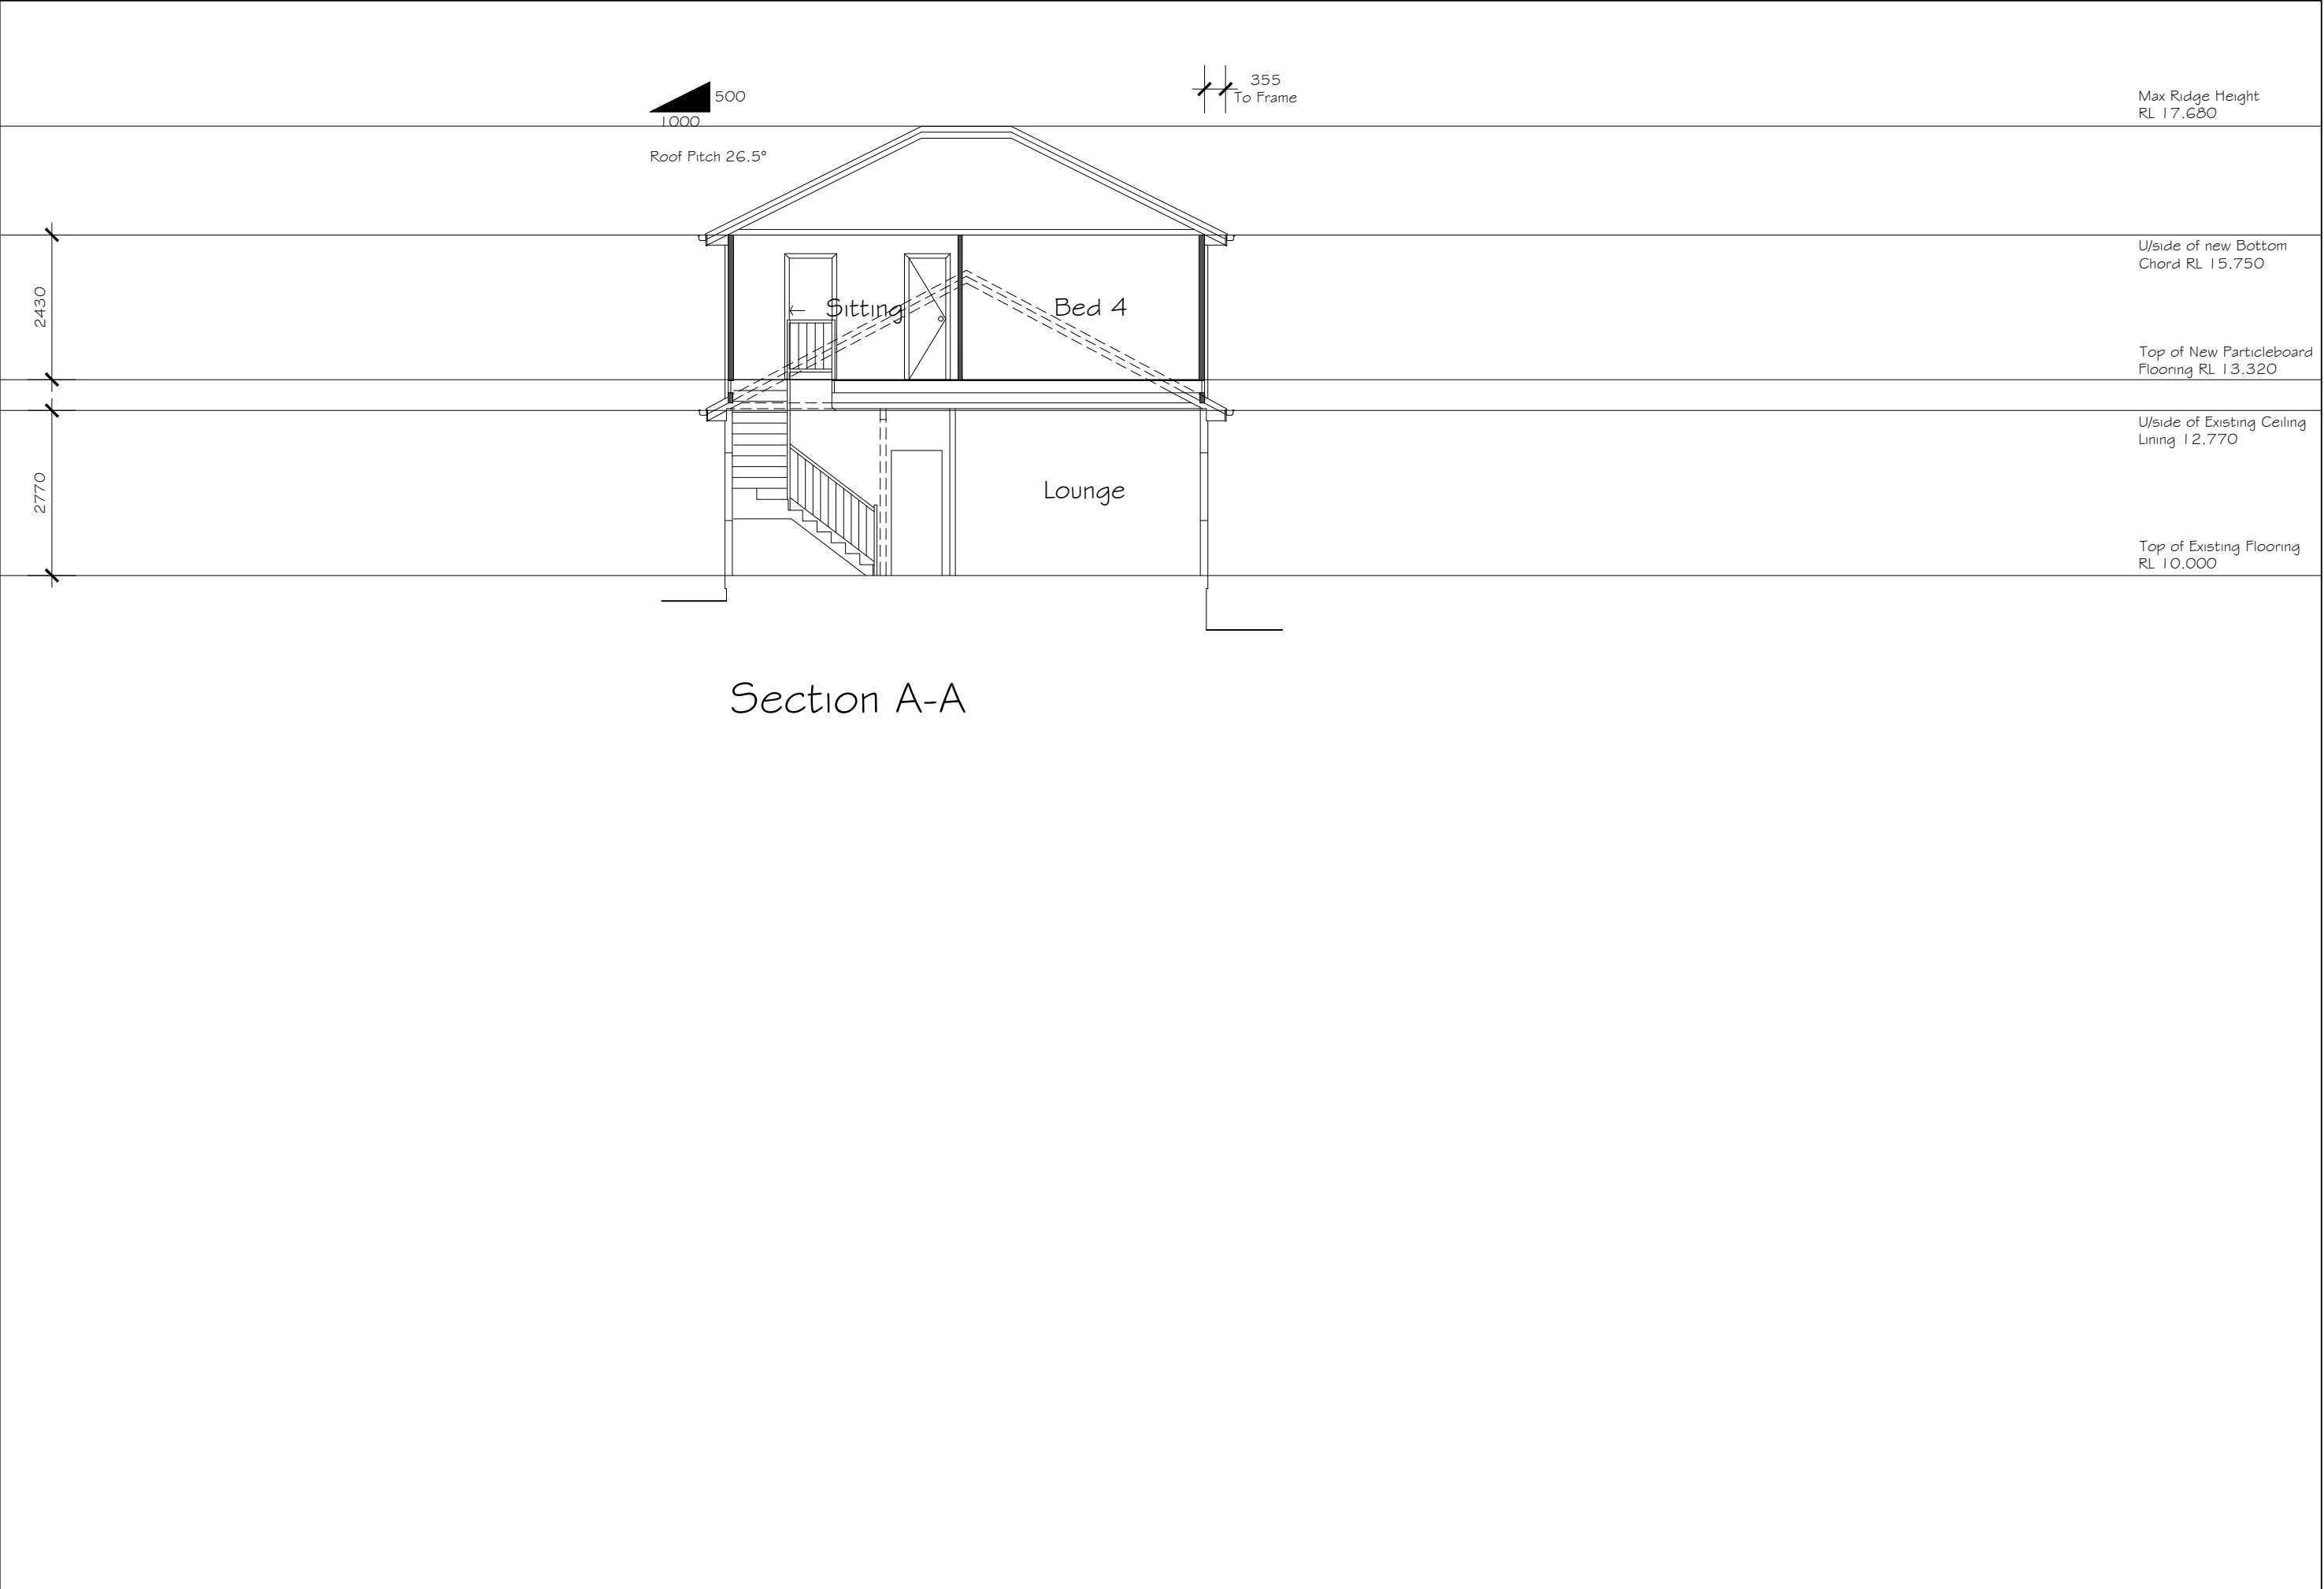 355
500
To Frame
Max Ridge Height
RL 17.680
1000
Roof Pitch 26.5°
U/side of new Bottom
Chord RL 15.750
2430
Sitting
Bed 4
Top of New Particleboard
Flooring RL 13.320
U/side of Existing Ceiling
Lining 12.770
2770
Lounge
Top of Existing Flooring
RL 10.000
Section A-A